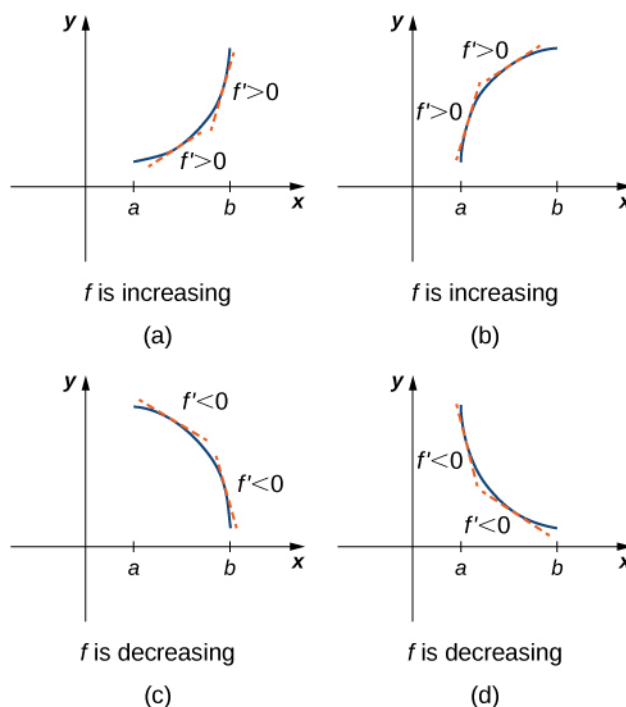 y
f'>0
f'>0
a
b
x
f is increasing
(a)
y
f'>0
f'>0
a
b
x
f is increasing
(b)
y
f'<0
f'<0
a
b
x
f is decreasing
(c)
y
f'<0
f'<0
a
b
x
f is decreasing
(d)